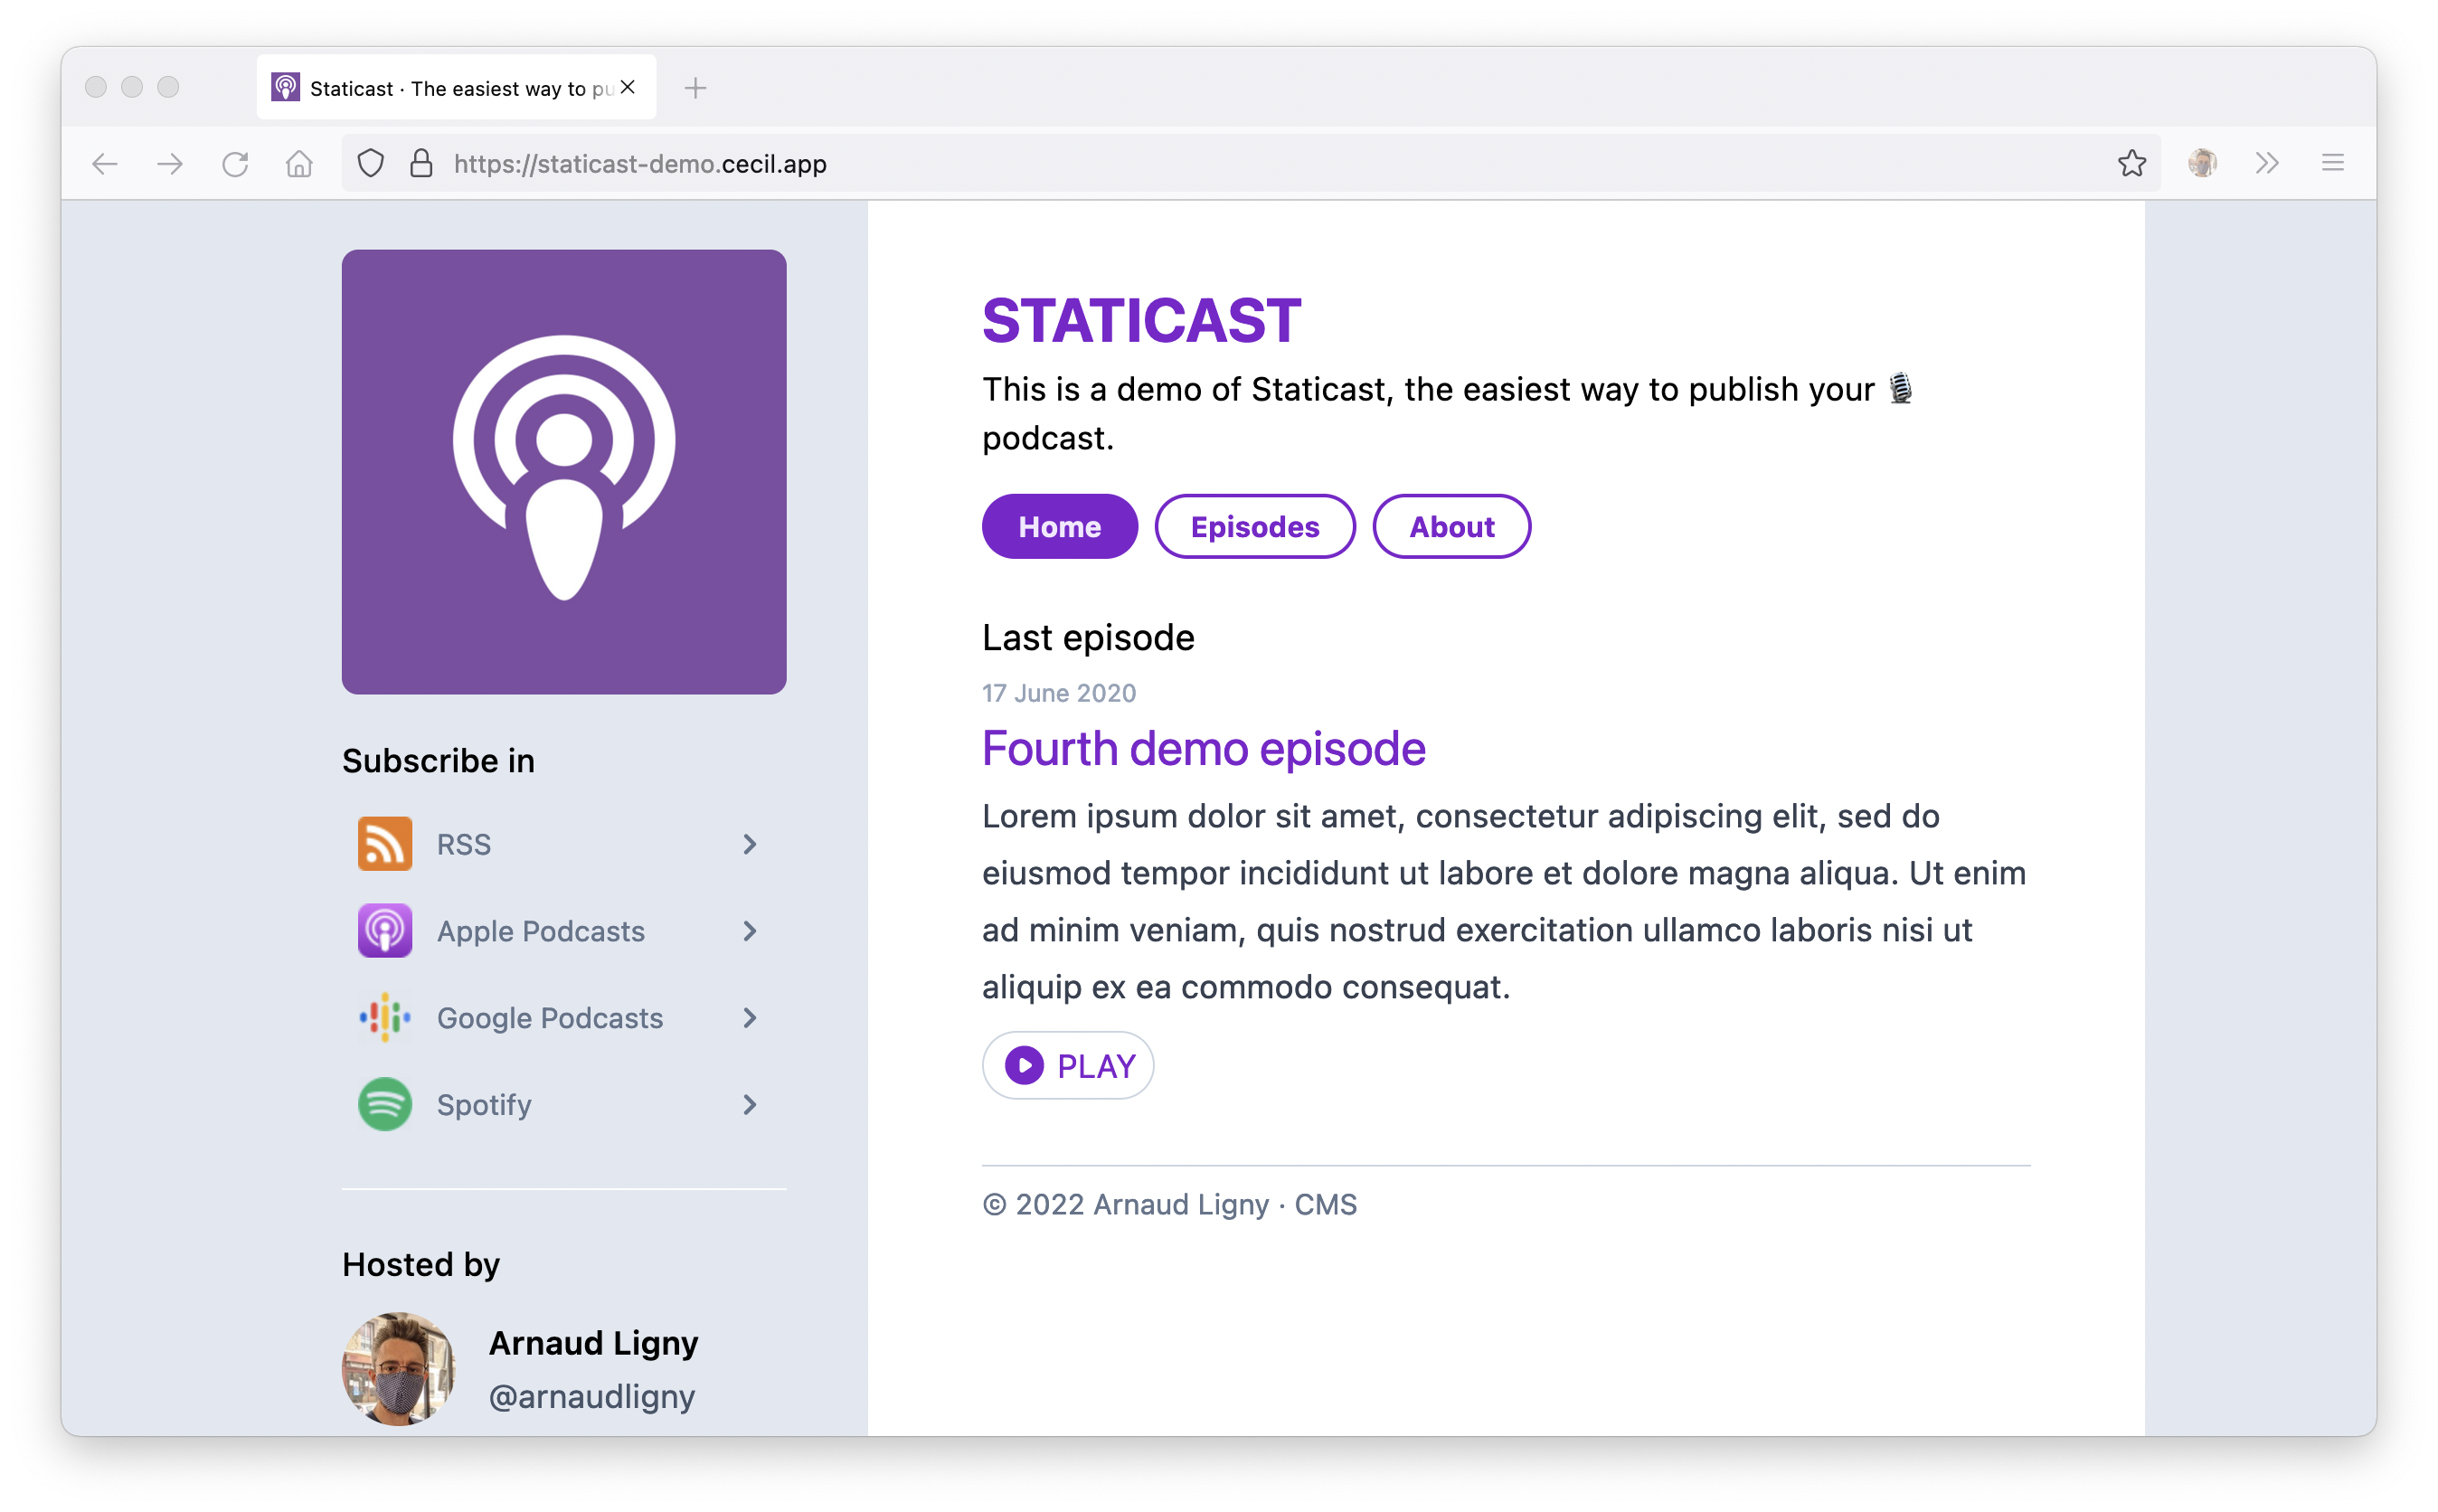 Staticast · The easiest way to pu
https://staticast-demo.cecil.app
Subscribe in
RSS
Apple Podcasts
Google Podcasts
Spotify
Hosted by
Arnaud Ligny
@arnaudligny
STATICAST
This is a demo of Staticast, the easiest way to publish your 🎙
podcast.
Home Episodes About
Last episode
17 June 2020
Fourth demo episode
Lorem ipsum dolor sit amet, consectetur adipiscing elit, sed do
eiusmod tempor incididunt ut labore et dolore magna aliqua. Ut enim
ad minim veniam, quis nostrud exercitation ullamco laboris nisi ut
aliquip ex ea commodo consequat.
PLAY
© 2022 Arnaud Ligny · CMS